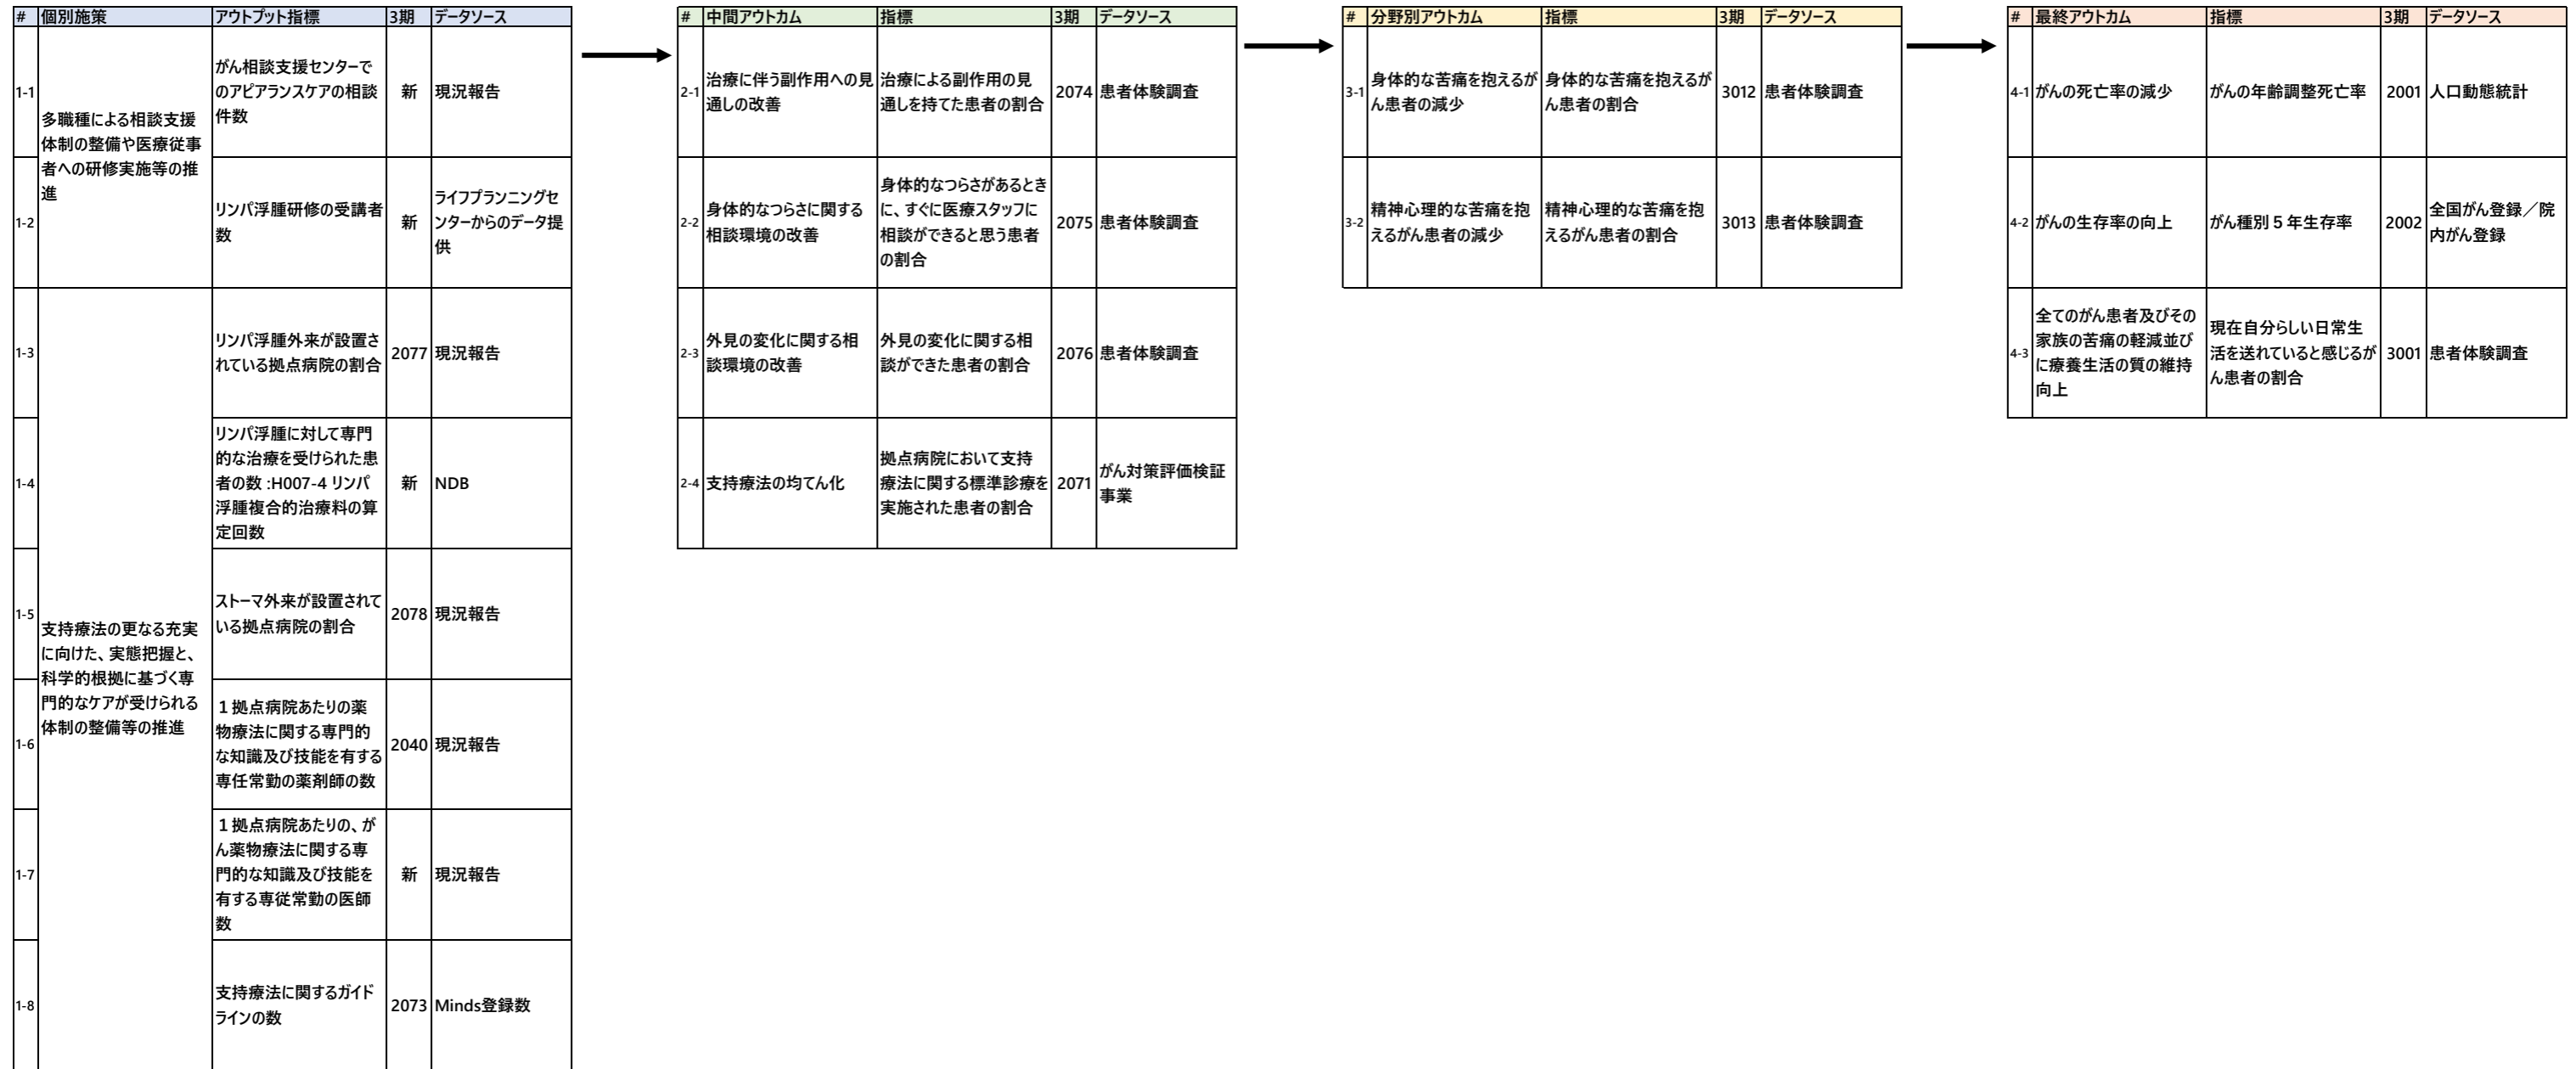 # 個別施策 アウトプット指標 3期 データソース
1-1
多職種による相談支援
体制の整備や医療従事
者への研修実施等の推
進
がん相談支援センターで
のアピアランスケアの相談
件数
新
現況報告
1-2
リンパ浮腫研修の受講者
数
新
ライフプランニングセ
ンターからのデータ提
供
1-3
支持療法の更なる充実
に向けた、実態把握と、
科学的根拠に基づく専
門的なケアが受けられる
体制の整備等の推進
リンパ浮腫外来が設置さ
れている拠点病院の割合
2077
現況報告
1-4
リンパ浮腫に対して専門
的な治療を受けられた患
者の数 :H007-4 リンパ
浮腫複合的治療料の算
定回数
新
NDB
1-5
ストーマ外来が設置されて
いる拠点病院の割合
2078
現況報告
1-6
１拠点病院あたりの薬
物療法に関する専門的
な知識及び技能を有する
専任常勤の薬剤師の数
2040
現況報告
1-7
１拠点病院あたりの、が
ん薬物療法に関する専
門的な知識及び技能を
有する専従常勤の医師
数
新
現況報告
1-8
支持療法に関するガイド
ラインの数
2073
Minds登録数
# 中間アウトカム 指標 3期 データソース
2-1
治療に伴う副作用への見
通しの改善
治療による副作用の見
通しを持てた患者の割合
2074
患者体験調査
2-2
身体的なつらさに関する
相談環境の改善
身体的なつらさがあるとき
に、すぐに医療スタッフに
相談ができると思う患者
の割合
2075
患者体験調査
2-3
外見の変化に関する相
談環境の改善
外見の変化に関する相
談ができた患者の割合
2076
患者体験調査
2-4
支持療法の均てん化
拠点病院において支持
療法に関する標準診療を
実施された患者の割合
2071
がん対策評価検証
事業
# 分野別アウトカム 指標 3期 データソース
3-1
身体的な苦痛を抱えるが
ん患者の減少
身体的な苦痛を抱えるが
ん患者の割合
3012
患者体験調査
3-2
精神心理的な苦痛を抱
えるがん患者の減少
精神心理的な苦痛を抱
えるがん患者の割合
3013
患者体験調査
# 最終アウトカム 指標 3期 データソース
4-1
がんの死亡率の減少
がんの年齢調整死亡率
2001
人口動態統計
4-2
がんの生存率の向上
がん種別５年生存率
2002
全国がん登録／院
内がん登録
4-3
全てのがん患者及びその
家族の苦痛の軽減並び
に療養生活の質の維持
向上
現在自分らしい日常生
活を送れていると感じるが
ん患者の割合
3001
患者体験調査